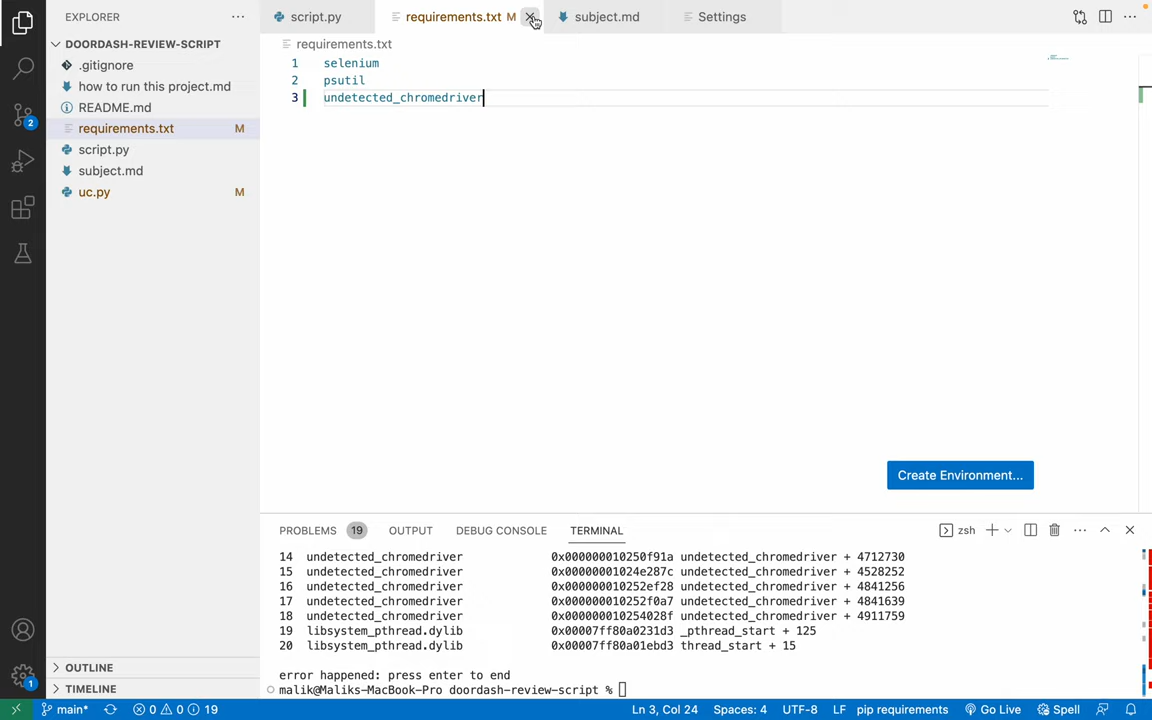 EXPLORER
script.py
requirements.txt M
subject.md
Settings
DOORDASH-REVIEW-SCRIPT
.gitignore
how to run this project.md
README.md
requirements.txt M
script.py
subject.md
uc.py M
2
OUTLINE
TIMELINE
1
requirements.txt
1 selenium
2 psutil
3 undetected_chromedriver
Create Environment...
PROBLEMS 19 OUTPUT DEBUG CONSOLE TERMINAL zsh
14 undetected_chromedriver 0x000000010250f91a undetected_chromedriver + 4712730
15 undetected_chromedriver 0x00000001024e287c undetected_chromedriver + 4528252
16 undetected_chromedriver 0x000000010252ef28 undetected_chromedriver + 4841256
17 undetected_chromedriver 0x000000010252f0a7 undetected_chromedriver + 4841639
18 undetected_chromedriver 0x000000010254028f undetected_chromedriver + 4911759
19 libsystem_pthread.dylib 0x00007ff80a0231d3 _pthread_start + 125
20 libsystem_pthread.dylib 0x00007ff80a01ebd3 thread_start + 15
error happened: press enter to end
malik@Maliks-MacBook-Pro doordash-review-script %
main* 0 0 19 Ln 3, Col 24 Spaces: 4 UTF-8 LF pip requirements Go Live Spell